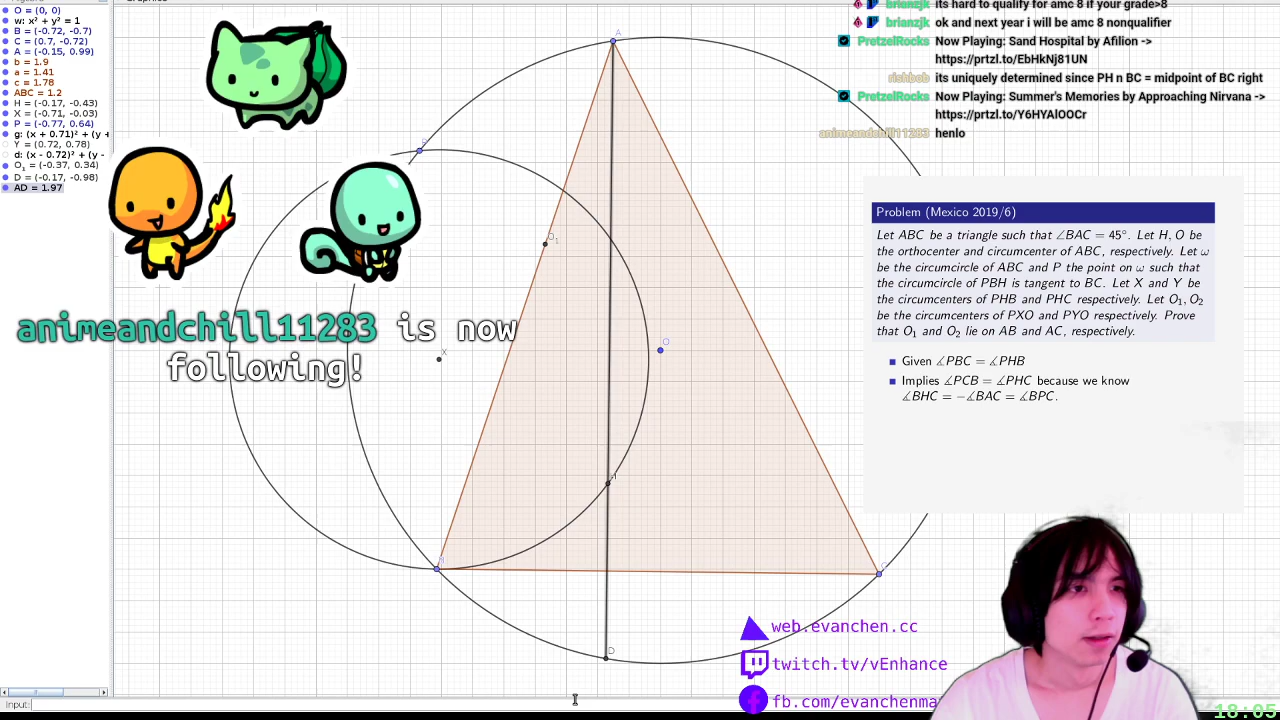 O = (0, 0)
w: x² + y² = 1
B = (-0.72, -0.7)
C = (0.7, -0.72)
A = (-0.15, 0.99)
b = 1.9
a = 1.41
c = 1.78
ABC = 1.2
H = (-0.17, -0.43)
X = (-0.71, -0.03)
P = (-0.77, 0.64)
g: (x + 0.71)² + (y +
Y = (0.72, 0.78)
d: (x - 0.72)² + (y -
O₁ = (-0.37, 0.34)
D = (-0.17, -0.98)
AD = 1.97
Input:
A
O₁
X
O
H
C
D
animeandchill11283 is now
following!
brianzjk its hard to qualify for amc 8 if your grade>8
brianzjk ok and next year i will be amc 8 nonqualifier
PretzelRocks Now Playing: Sand Hospital by Afilion ->
https://prtzl.to/EbHkNj81UN
rishbob its uniquely determined since PH n BC = midpoint of BC right
PretzelRocks Now Playing: Summer's Memories by Approaching Nirvana ->
https://prtzl.to/Y6HYAlOOCr
animeandchill11283 henlo
Problem (Mexico 2019/6)
Let ABC be a triangle such that ∠BAC = 45°. Let H, O be
the orthocenter and circumcenter of ABC, respectively. Let ω
be the circumcircle of ABC and P the point on ω such that
the circumcircle of PBH is tangent to BC. Let X and Y be
the circumcenters of PHB and PHC respectively. Let O₁, O₂
be the circumcenters of PXO and PYO respectively. Prove
that O₁ and O₂ lie on AB and AC, respectively.
Given ∡PBC = ∡PHB
Implies ∡PCB = ∡PHC because we know
∡BHC = −∡BAC = ∡BPC.
web.evanchen.cc
twitch.tv/vEnhance
18:05